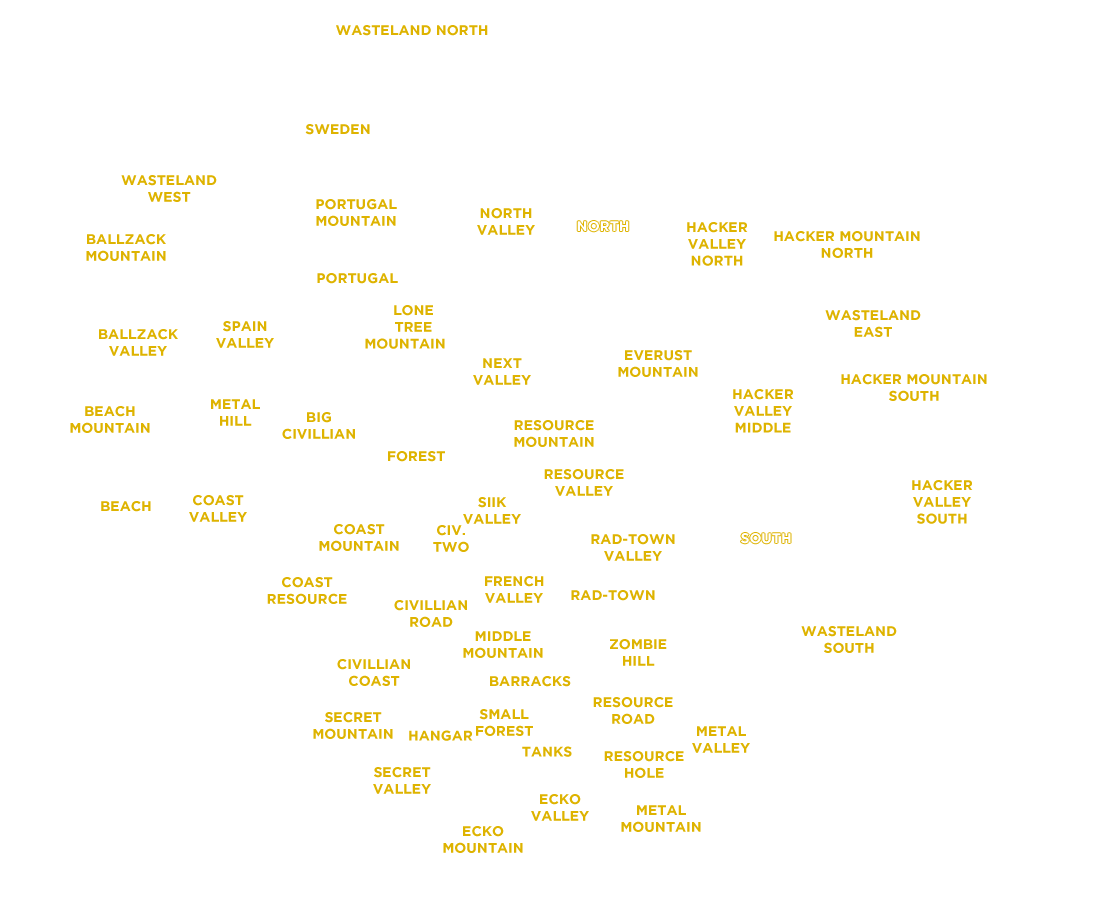 WASTELAND NORTH
SWEDEN
WASTELAND
WEST
PORTUGAL
MOUNTAIN
NORTH
VALLEY
NORTH
HACKER
VALLEY
NORTH
HACKER MOUNTAIN
NORTH
BALLZACK
MOUNTAIN
PORTUGAL
LONE
TREE
MOUNTAIN
WASTELAND
EAST
BALLZACK
VALLEY
SPAIN
VALLEY
NEXT
VALLEY
EVERUST
MOUNTAIN
HACKER MOUNTAIN
SOUTH
HACKER
VALLEY
MIDDLE
BEACH
MOUNTAIN
METAL
HILL
BIG
CIVILLIAN
RESOURCE
MOUNTAIN
FOREST
RESOURCE
VALLEY
HACKER
VALLEY
SOUTH
BEACH
COAST
VALLEY
SIIK
VALLEY
COAST
MOUNTAIN
CIV.
TWO
RAD-TOWN
VALLEY
SOUTH
COAST
RESOURCE
FRENCH
VALLEY
RAD-TOWN
CIVILLIAN
ROAD
MIDDLE
MOUNTAIN
ZOMBIE
HILL
WASTELAND
SOUTH
CIVILLIAN
COAST
BARRACKS
SECRET
MOUNTAIN
HANGAR
SMALL
FOREST
RESOURCE
ROAD
METAL
VALLEY
TANKS
RESOURCE
HOLE
SECRET
VALLEY
ECKO
VALLEY
METAL
MOUNTAIN
ECKO
MOUNTAIN